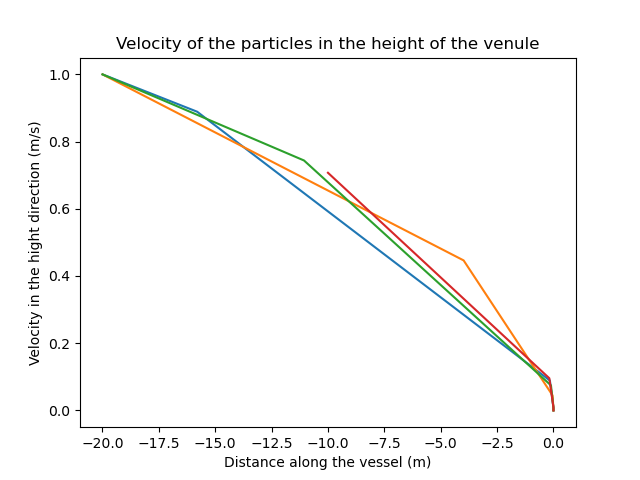 Velocity of the particles in the height of the venule
1.0
0.8
0.6
0.4
0.2
0.0
Velocity in the hight direction (m/s)
−20.0 −17.5 −15.0 −12.5 −10.0 −7.5 −5.0 −2.5 0.0
Distance along the vessel (m)